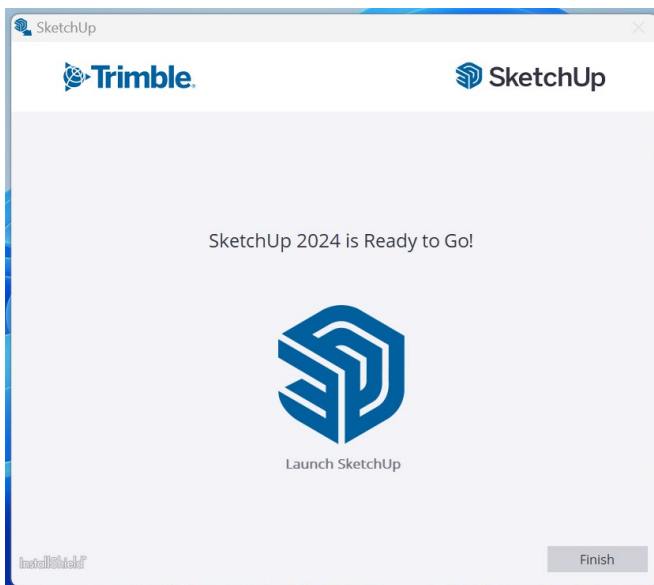 SketchUp
Trimble.
SketchUp
SketchUp 2024 is Ready to Go!
Launch SketchUp
InstallShield
Finish